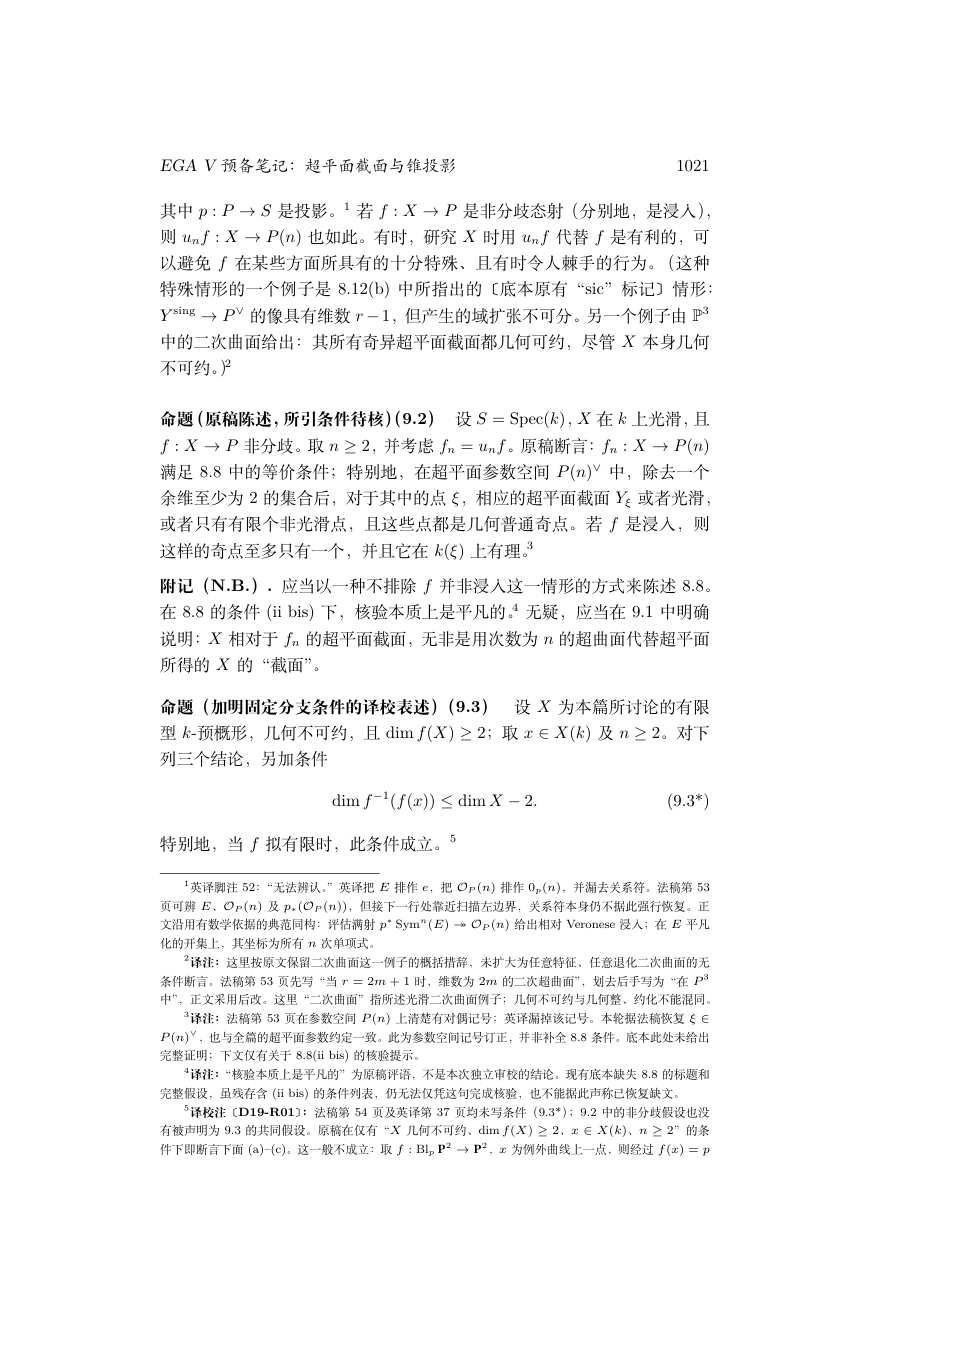 EGA V 预备笔记：超平面截面与锥投影 1021
其中 p : P → S 是投影。¹ 若 f : X → P 是非分歧态射（分别地，是浸入），
则 uₙf : X → P(n) 也如此。有时，研究 X 时用 uₙf 代替 f 是有利的，可
以避免 f 在某些方面所具有的十分特殊、且有时令人棘手的行为。（这种
特殊情形的一个例子是 8.12(b) 中所指出的〔底本原有 “sic” 标记〕情形：
Yˢⁱⁿᵍ → P^∨ 的像具有维数 r − 1，但产生的域扩张不可分。另一个例子由 ℙ³
中的二次曲面给出：其所有奇异超平面截面都几何可约，尽管 X 本身几何
不可约。）²
命题（原稿陈述，所引条件待核）(9.2) 设 S = Spec(k)，X 在 k 上光滑，且
f : X → P 非分歧。取 n ≥ 2，并考虑 fₙ = uₙf。原稿断言：fₙ : X → P(n)
满足 8.8 中的等价条件；特别地，在超平面参数空间 P(n)^∨ 中，除去一个
余维至少为 2 的集合后，对于其中的点 ξ，相应的超平面截面 Y_ξ 或者光滑，
或者只有有限个非光滑点，且这些点都是几何普通奇点。若 f 是浸入，则
这样的奇点至多只有一个，并且它在 k(ξ) 上有理。³
附记（N.B.）. 应当以一种不排除 f 并非浸入这一情形的方式来陈述 8.8。
在 8.8 的条件 (ii bis) 下，核验本质上是平凡的。⁴ 无疑，应当在 9.1 中明确
说明：X 相对于 fₙ 的超平面截面，无非是用次数为 n 的超曲面代替超平面
所得的 X 的 “截面”。
命题（加明固定分支条件的译校表述）(9.3) 设 X 为本篇所讨论的有限
型 k-预概形，几何不可约，且 dim f(X) ≥ 2；取 x ∈ X(k) 及 n ≥ 2。对下
列三个结论，另加条件
dim f⁻¹(f(x)) ≤ dim X − 2. (9.3*)
特别地，当 f 拟有限时，此条件成立。⁵
¹英译脚注 52：“无法辨认。” 英译把 E 排作 e，把 𝒪_P(n) 排作 0ₚ(n)，并漏去关系符。法稿第 53
页可辨 E、𝒪_P(n) 及 p_*(𝒪_P(n))，但接下一行处靠近扫描左边界，关系符本身仍不据此强行恢复。正
文沿用有数学依据的典范同构：评估满射 p* Symⁿ(E) ↠ 𝒪_P(n) 给出相对 Veronese 浸入；在 E 平凡
化的开集上，其坐标为所有 n 次单项式。
²译注：这里按原文保留二次曲面这一例子的概括措辞，未扩大为任意特征、任意退化二次曲面的无
条件断言。法稿第 53 页先写 “当 r = 2m + 1 时，维数为 2m 的二次超曲面”，划去后手写为 “在 P³
中”，正文采用后改。这里 “二次曲面” 指所述光滑二次曲面例子；几何不可约与几何整、约化不能混同。
³译注：法稿第 53 页在参数空间 P(n) 上清楚有对偶记号；英译漏掉该记号。本轮据法稿恢复 ξ ∈
P(n)^∨，也与全篇的超平面参数约定一致。此为参数空间记号订正，并非补全 8.8 条件。底本此处未给出
完整证明；下文仅有关于 8.8(ii bis) 的核验提示。
⁴译注：“核验本质上是平凡的” 为原稿评语，不是本次独立审校的结论。现有底本缺失 8.8 的标题和
完整假设，虽残存含 (ii bis) 的条件列表，仍无法仅凭这句完成核验，也不能据此声称已恢复缺文。
⁵译校注〔D19-R01〕：法稿第 54 页及英译第 37 页均未写条件（9.3*）；9.2 中的非分歧假设也没
有被声明为 9.3 的共同假设。原稿在仅有 “X 几何不可约、dim f(X) ≥ 2、x ∈ X(k)、n ≥ 2” 的条
件下即断言下面 (a)–(c)。这一般不成立：取 f : Blₚ P² → P²，x 为例外曲线上一点，则经过 f(x) = p